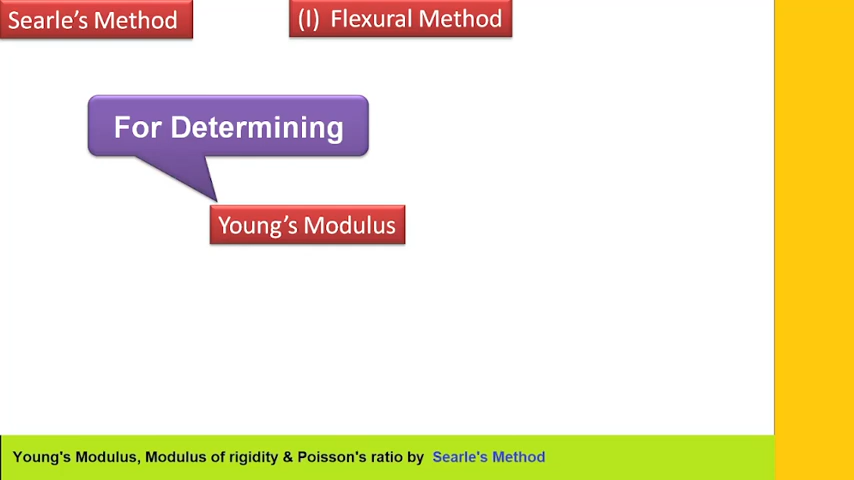 Searle’s Method
(I) Flexural Method
For Determining
Young’s Modulus
Young's Modulus, Modulus of rigidity & Poisson's ratio by Searle's Method